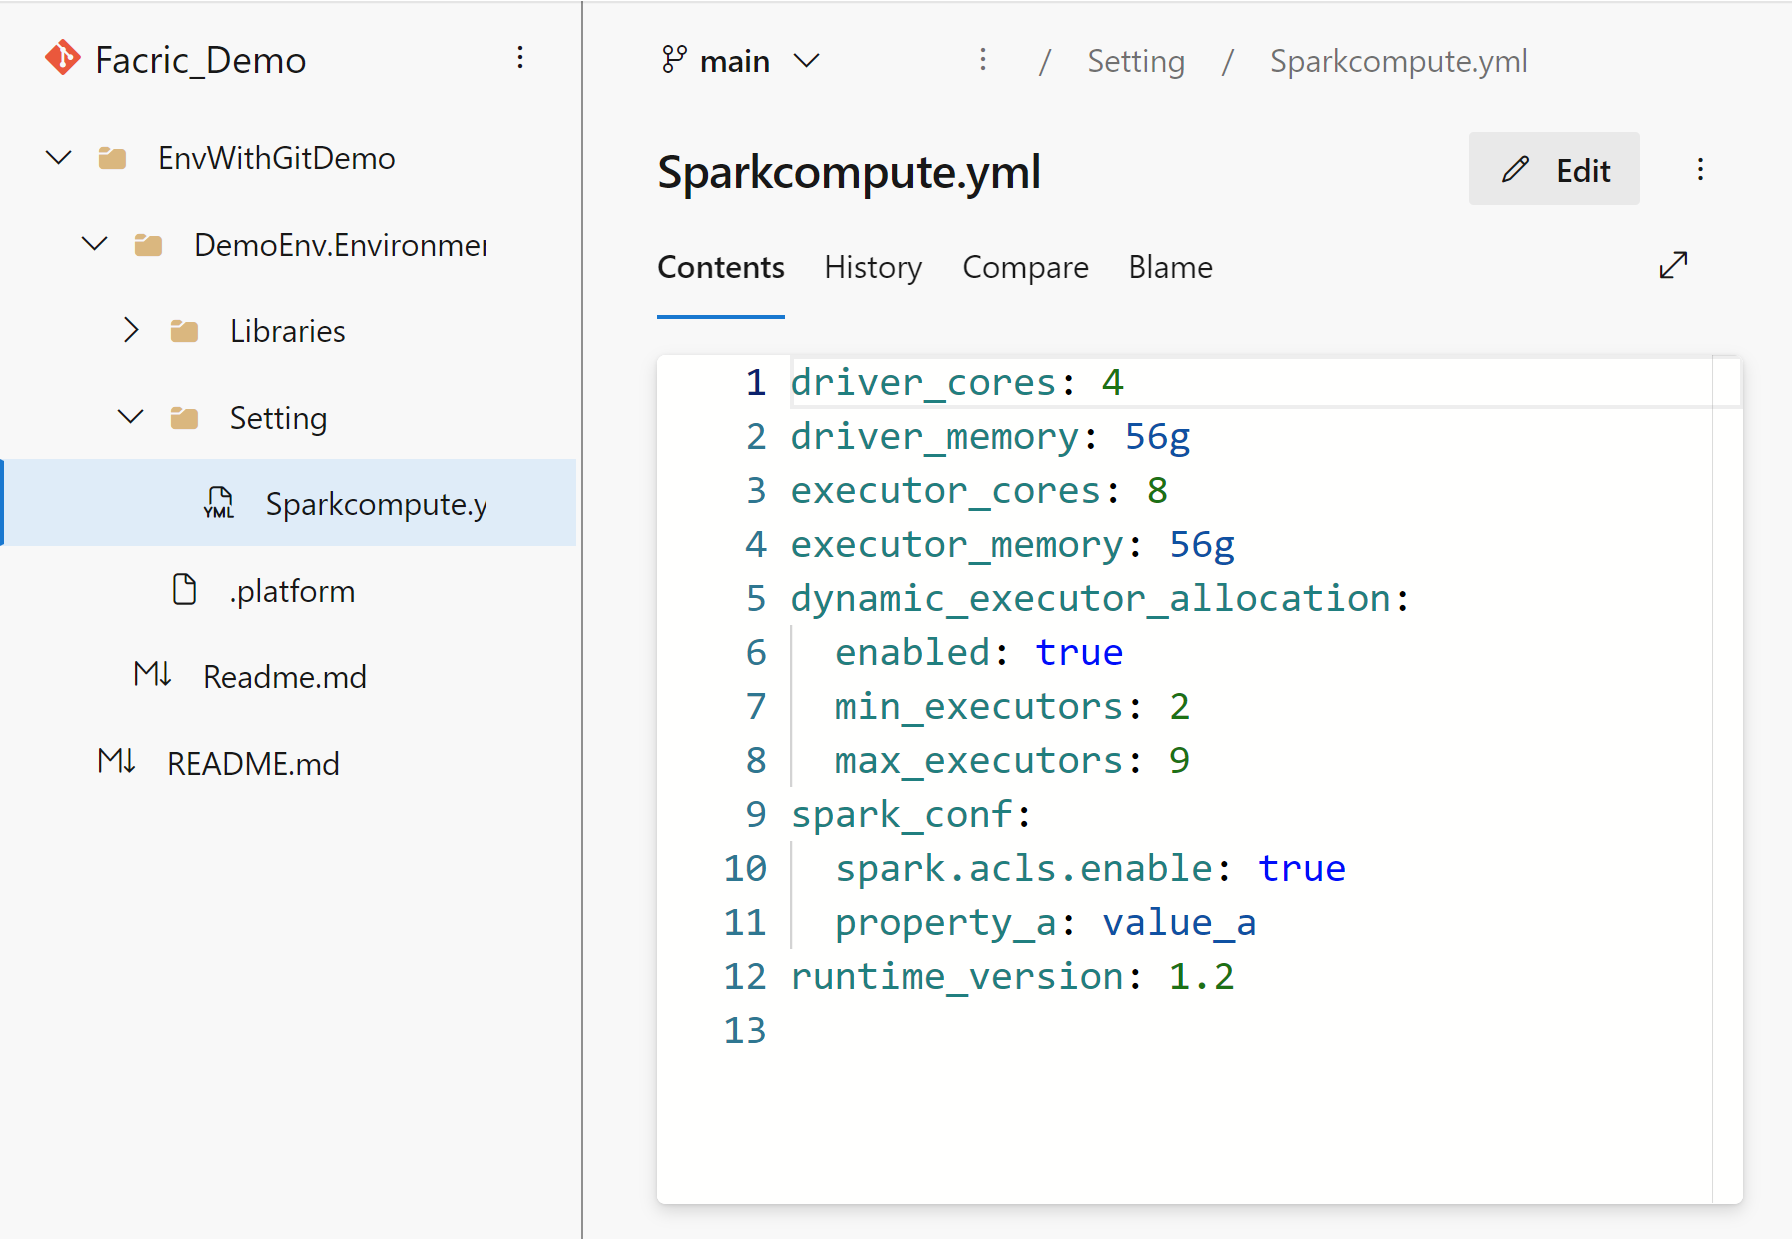 Facric_Demo
EnvWithGitDemo
DemoEnv.Environmen
Libraries
Setting
YML Sparkcompute.y
.platform
M↓ Readme.md
M↓ README.md
main / Setting / Sparkcompute.yml
Sparkcompute.yml
Edit
Contents History Compare Blame
1 driver_cores: 4
2 driver_memory: 56g
3 executor_cores: 8
4 executor_memory: 56g
5 dynamic_executor_allocation:
6 enabled: true
7 min_executors: 2
8 max_executors: 9
9 spark_conf:
10 spark.acls.enable: true
11 property_a: value_a
12 runtime_version: 1.2
13